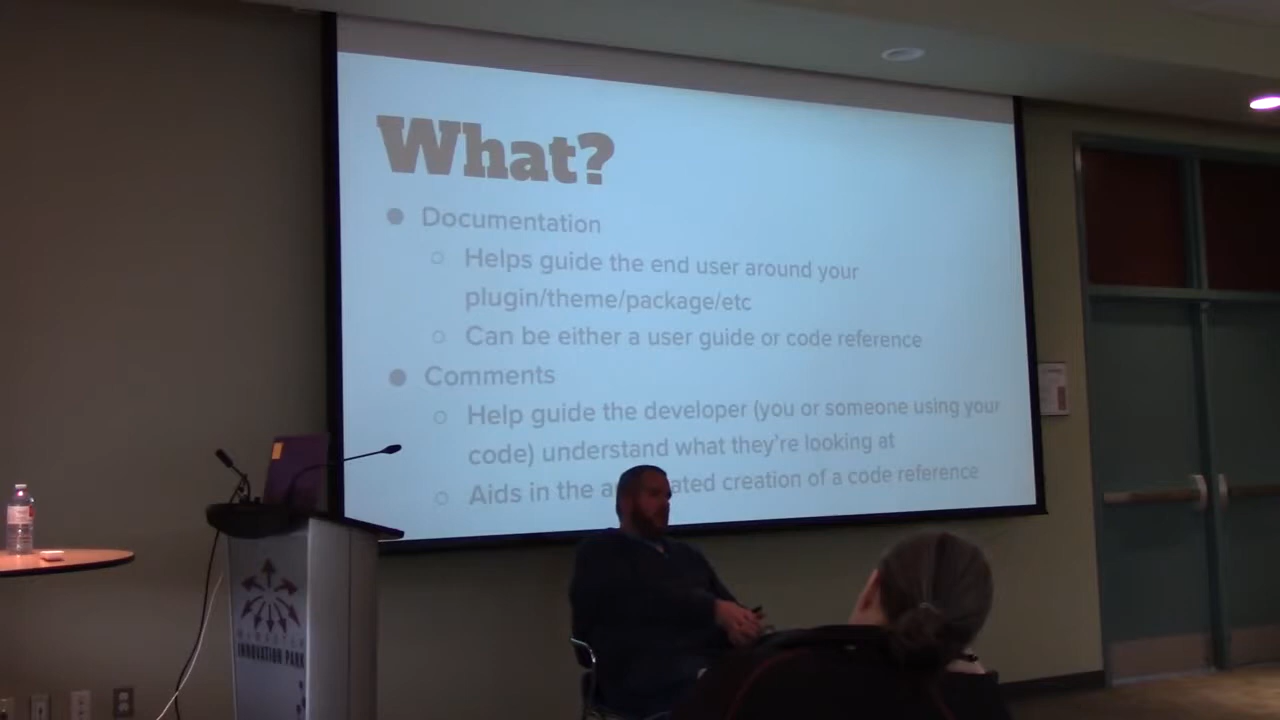 What?
Documentation
Helps guide the end user around your
plugin/theme/package/etc
Can be either a user guide or code reference
Comments
Help guide the developer (you or someone using your
code) understand what they're looking at
Aids in the a ated creation of a code reference
INNOVATION PARK